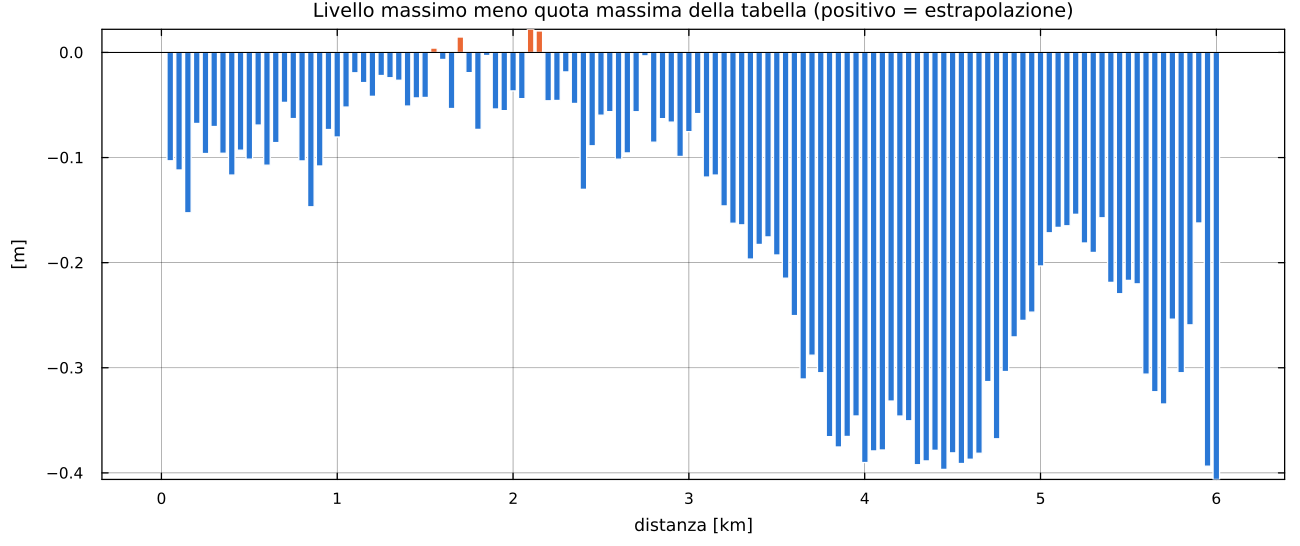 Livello massimo meno quota massima della tabella (positivo = estrapolazione)
0.0
−0.1
−0.2
−0.3
−0.4
[m]
0 1 2 3 4 5 6
distanza [km]